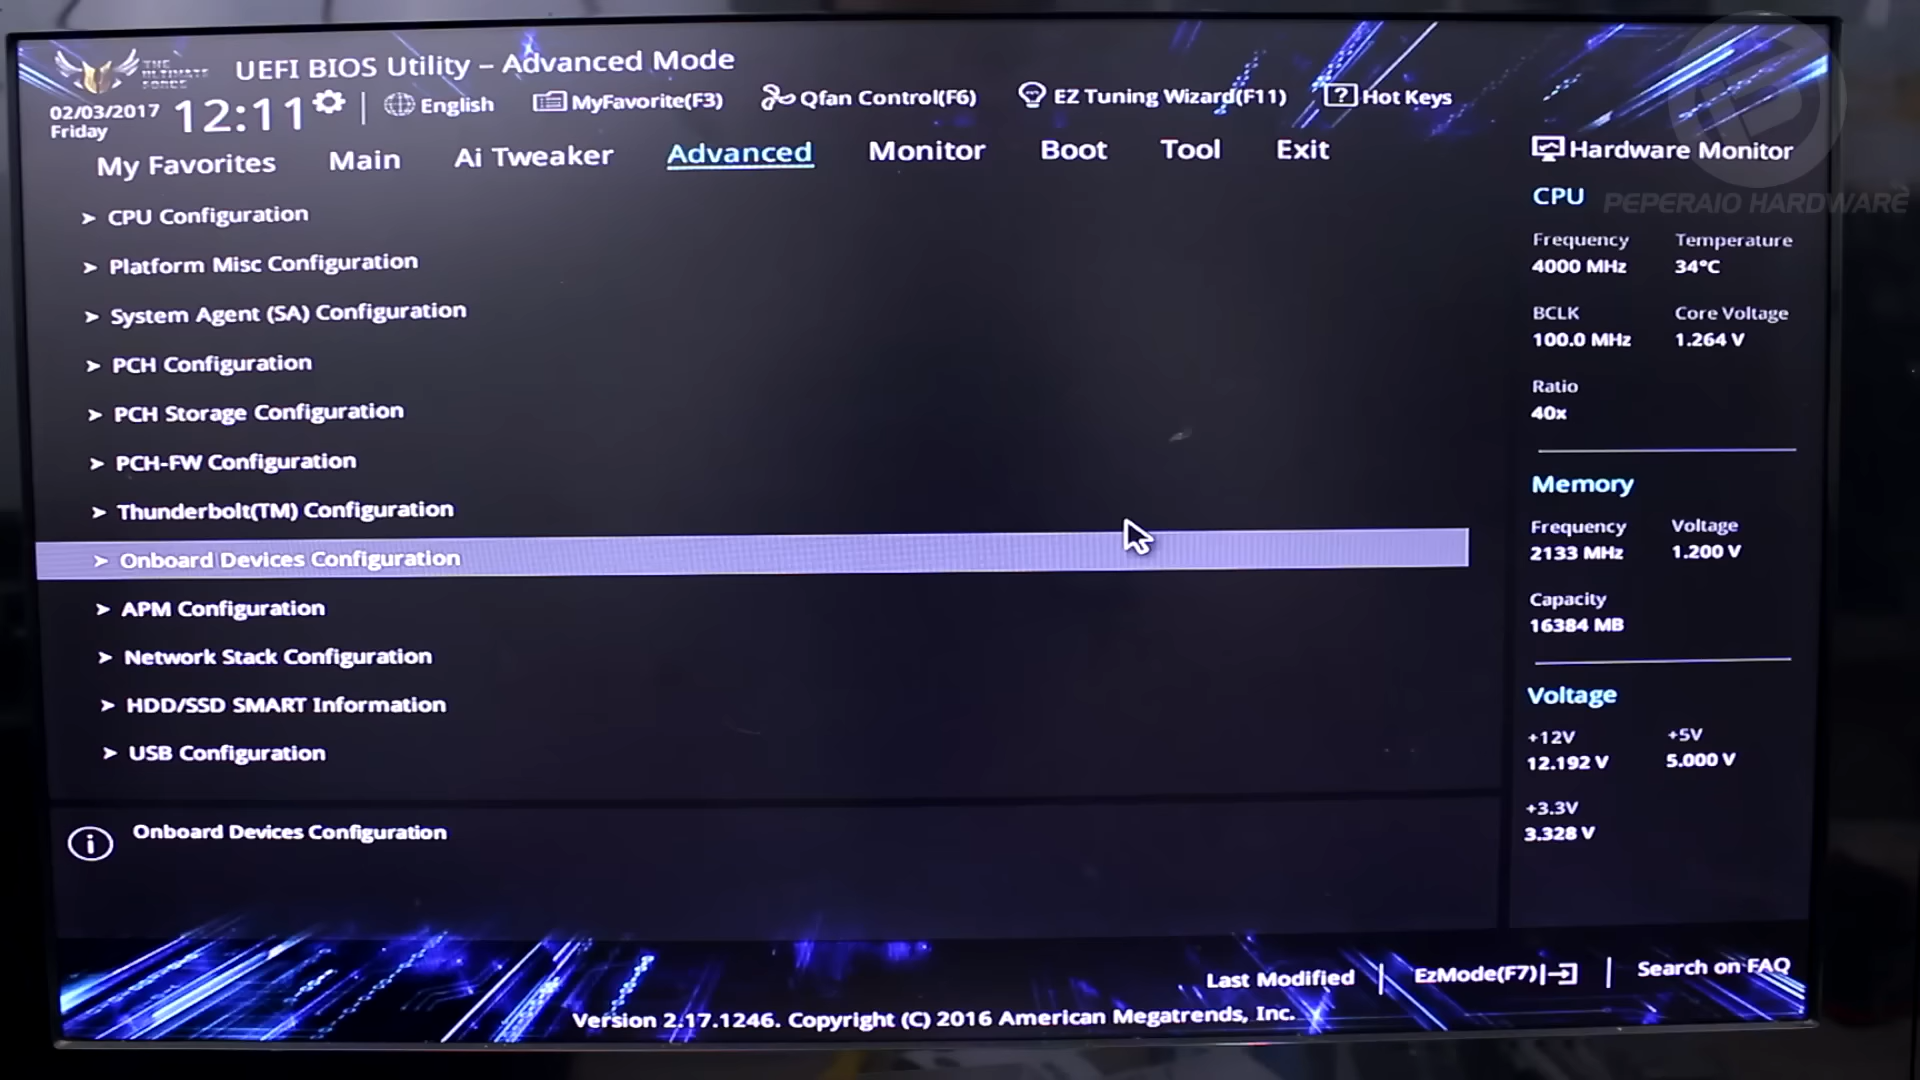 THE
ULTIMATE
FORCE
UEFI BIOS Utility – Advanced Mode
02/03/2017
Friday
12:11
English
MyFavorite(F3)
Qfan Control(F6)
EZ Tuning Wizard(F11)
? Hot Keys
My Favorites Main Ai Tweaker Advanced Monitor Boot Tool Exit
> CPU Configuration
> Platform Misc Configuration
> System Agent (SA) Configuration
> PCH Configuration
> PCH Storage Configuration
> PCH-FW Configuration
> Thunderbolt(TM) Configuration
> Onboard Devices Configuration
> APM Configuration
> Network Stack Configuration
> HDD/SSD SMART Information
> USB Configuration
i Onboard Devices Configuration
Hardware Monitor
PEPERAIO HARDWARE
CPU
Frequency Temperature
4000 MHz 34°C
BCLK Core Voltage
100.0 MHz 1.264 V
Ratio
40x
Memory
Frequency Voltage
2133 MHz 1.200 V
Capacity
16384 MB
Voltage
+12V +5V
12.192 V 5.000 V
+3.3V
3.328 V
Last Modified | EzMode(F7) | Search on FAQ
Version 2.17.1246. Copyright (C) 2016 American Megatrends, Inc.